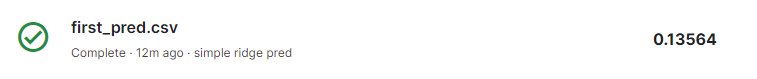 first_pred.csv
0.13564
Complete · 12m ago · simple ridge pred